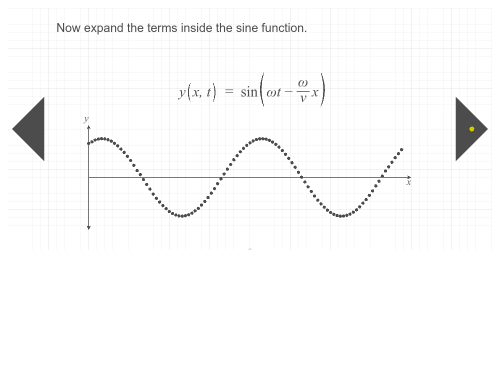 Now expand the terms inside the sine function.
y(x, t) = sin(ωt − ω/v x)
y
x